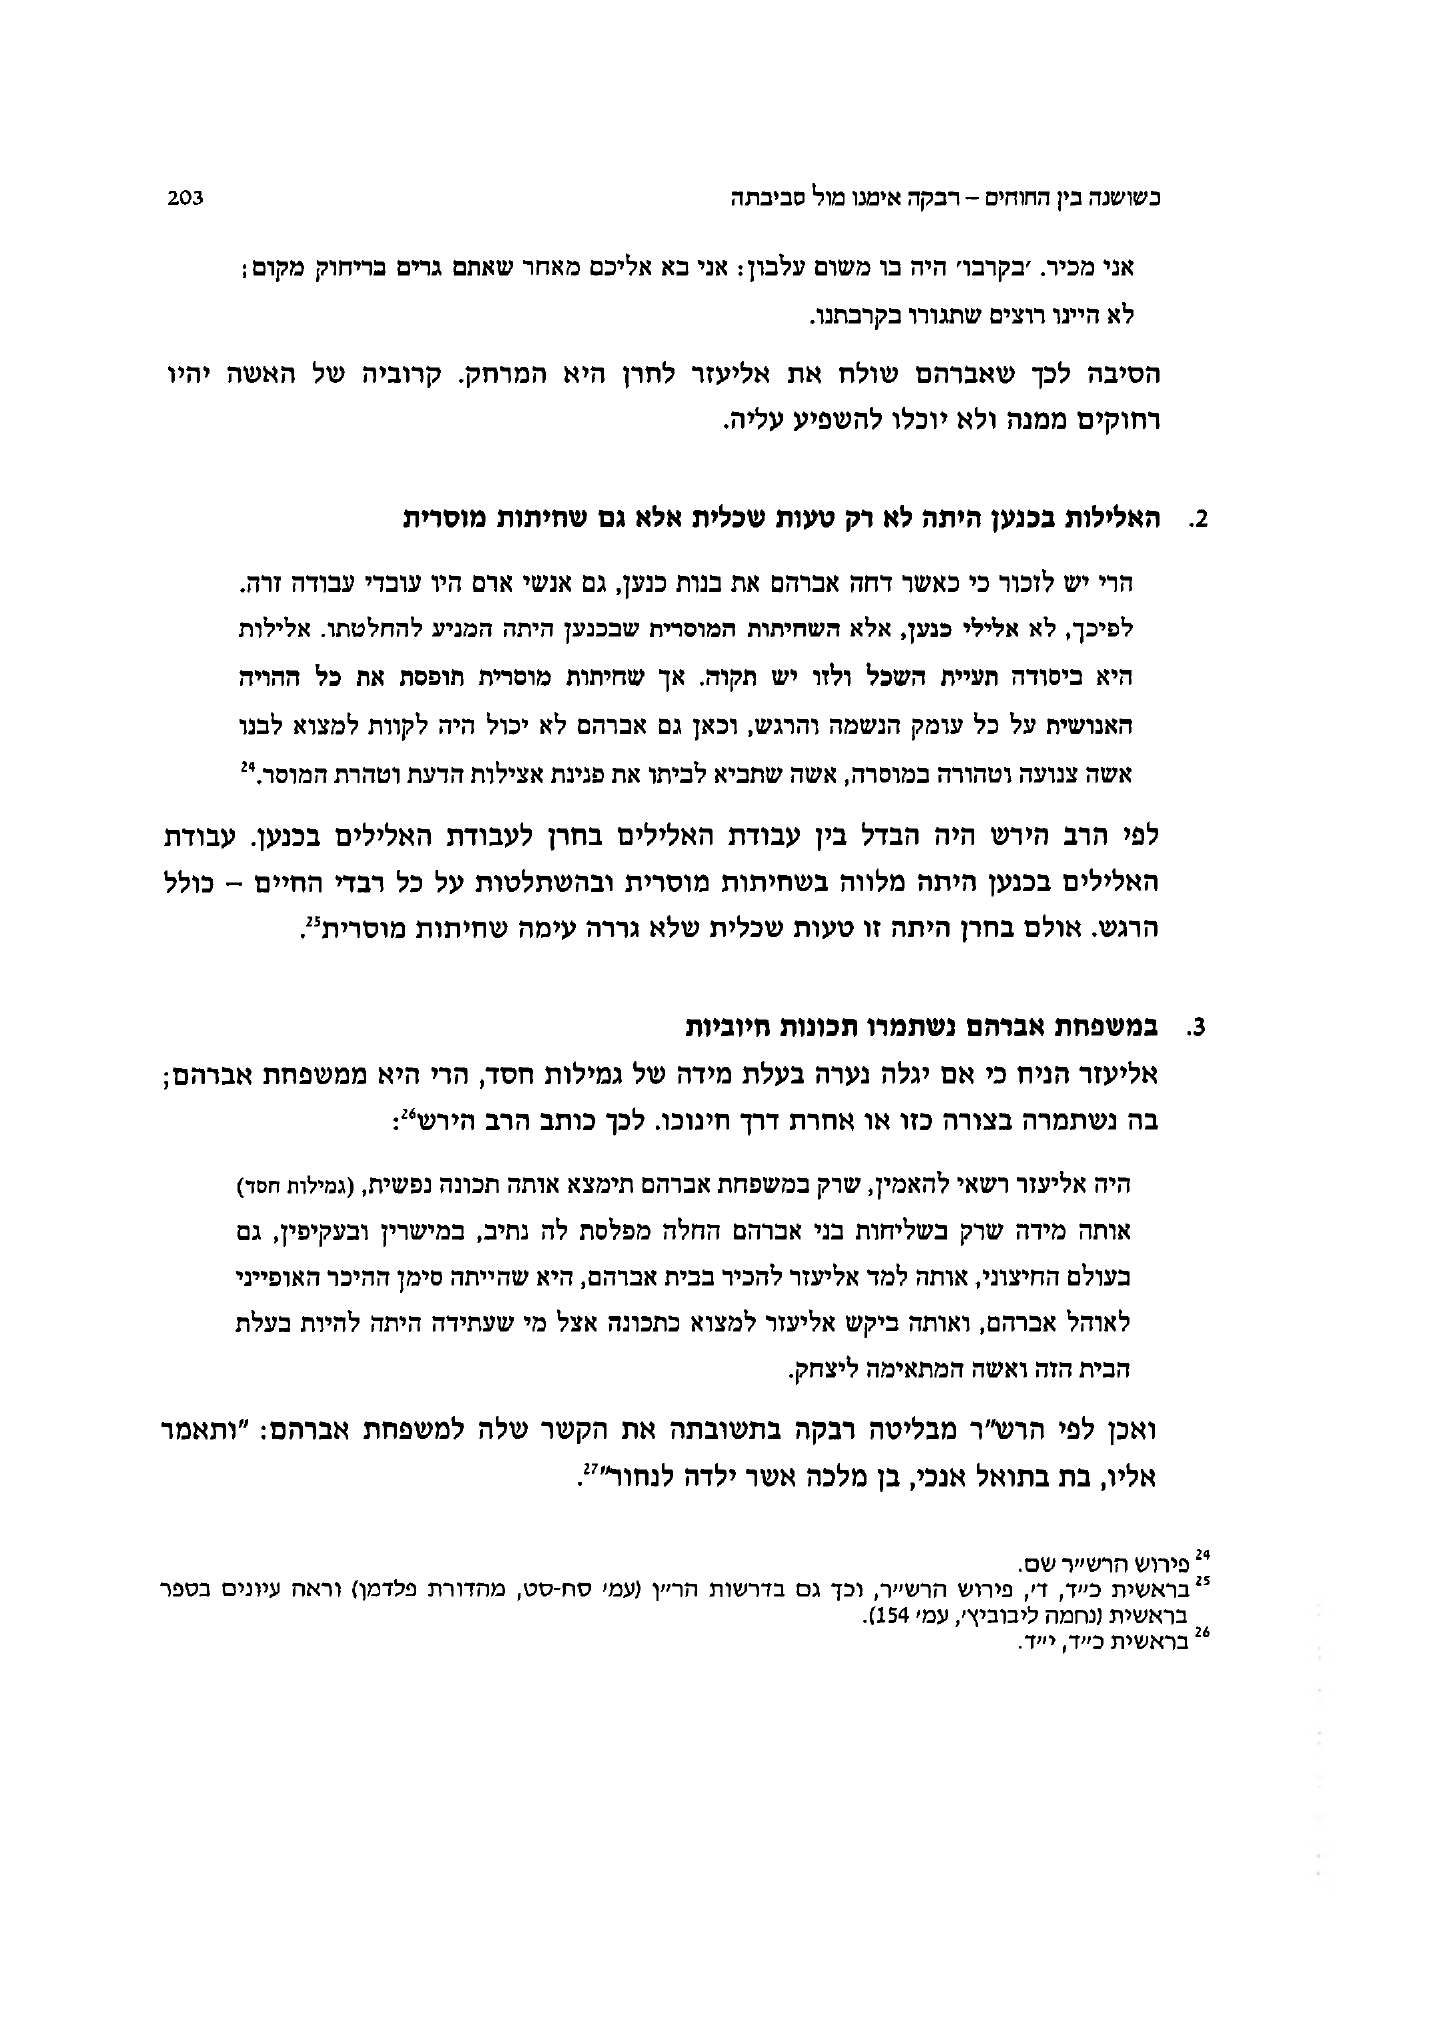 כשושנה בין החוחים – רבקה אימנו מול סביבתה 203
אני מכיר. 'בקרבו' היה בו משום עלבון: אני בא אליכם מאחר שאתם גרים בריחוק מקום;
לא היינו רוצים שתגורו בקרבתנו.
הסיבה לכך שאברהם שולח את אליעזר לחרן היא המרחק. קרוביה של האשה יהיו
רחוקים ממנה ולא יוכלו להשפיע עליה.
2. האלילות בכנען היתה לא רק טעות שכלית אלא גם שחיתות מוסרית
הרי יש לזכור כי כאשר דחה אברהם את בנות כנען, גם אנשי ארם היו עובדי עבודה זרה.
לפיכך, לא אלילי כנען, אלא השחיתות המוסרית שבכנען היתה המניע להחלטתו. אלילות
היא ביסודה תעיית השכל ולזו יש תקוה. אך שחיתות מוסרית תופסת את כל ההויה
האנושית על כל עומק הנשמה והרגש, וכאן גם אברהם לא יכול היה לקוות למצוא לבנו
אשה צנועה וטהורה במוסרה, אשה שתביא לביתו את פנינת אצילות הדעת וטהרת המוסר.24
לפי הרב הירש היה הבדל בין עבודת האלילים בחרן לעבודת האלילים בכנען. עבודת
האלילים בכנען היתה מלווה בשחיתות מוסרית ובהשתלטות על כל רבדי החיים – כולל
הרגש. אולם בחרן היתה זו טעות שכלית שלא גררה עימה שחיתות מוסרית25.
3. במשפחת אברהם נשתמרו תכונות חיוביות
אליעזר הניח כי אם יגלה נערה בעלת מידה של גמילות חסד, הרי היא ממשפחת אברהם;
בה נשתמרה בצורה כזו או אחרת דרך חינוכו. לכך כותב הרב הירש26:
היה אליעזר רשאי להאמין, שרק במשפחת אברהם תימצא אותה תכונה נפשית, (גמילות חסד)
אותה מידה שרק בשליחות בני אברהם החלה מפלסת לה נתיב, במישרין ובעקיפין, גם
בעולם החיצוני, אותה למד אליעזר להכיר בבית אברהם, היא שהייתה סימן ההיכר האופייני
לאוהל אברהם, ואותה ביקש אליעזר למצוא כתכונה אצל מי שעתידה היתה להיות בעלת
הבית הזה ואשה המתאימה ליצחק.
ואכן לפי הרש"ר מבליטה רבקה בתשובתה את הקשר שלה למשפחת אברהם: "ותאמר
אליו, בת בתואל אנכי, בן מלכה אשר ילדה לנחור"27.
24 פירוש הרש"ר שם.
25 בראשית כ"ד, ד', פירוש הרש"ר, וכך גם בדרשות הר"ן (עמ' סח-סט, מהדורת פלדמן) וראה עיונים בספר
בראשית (נחמה ליבוביץ', עמ' 154).
26 בראשית כ"ד, י"ד.